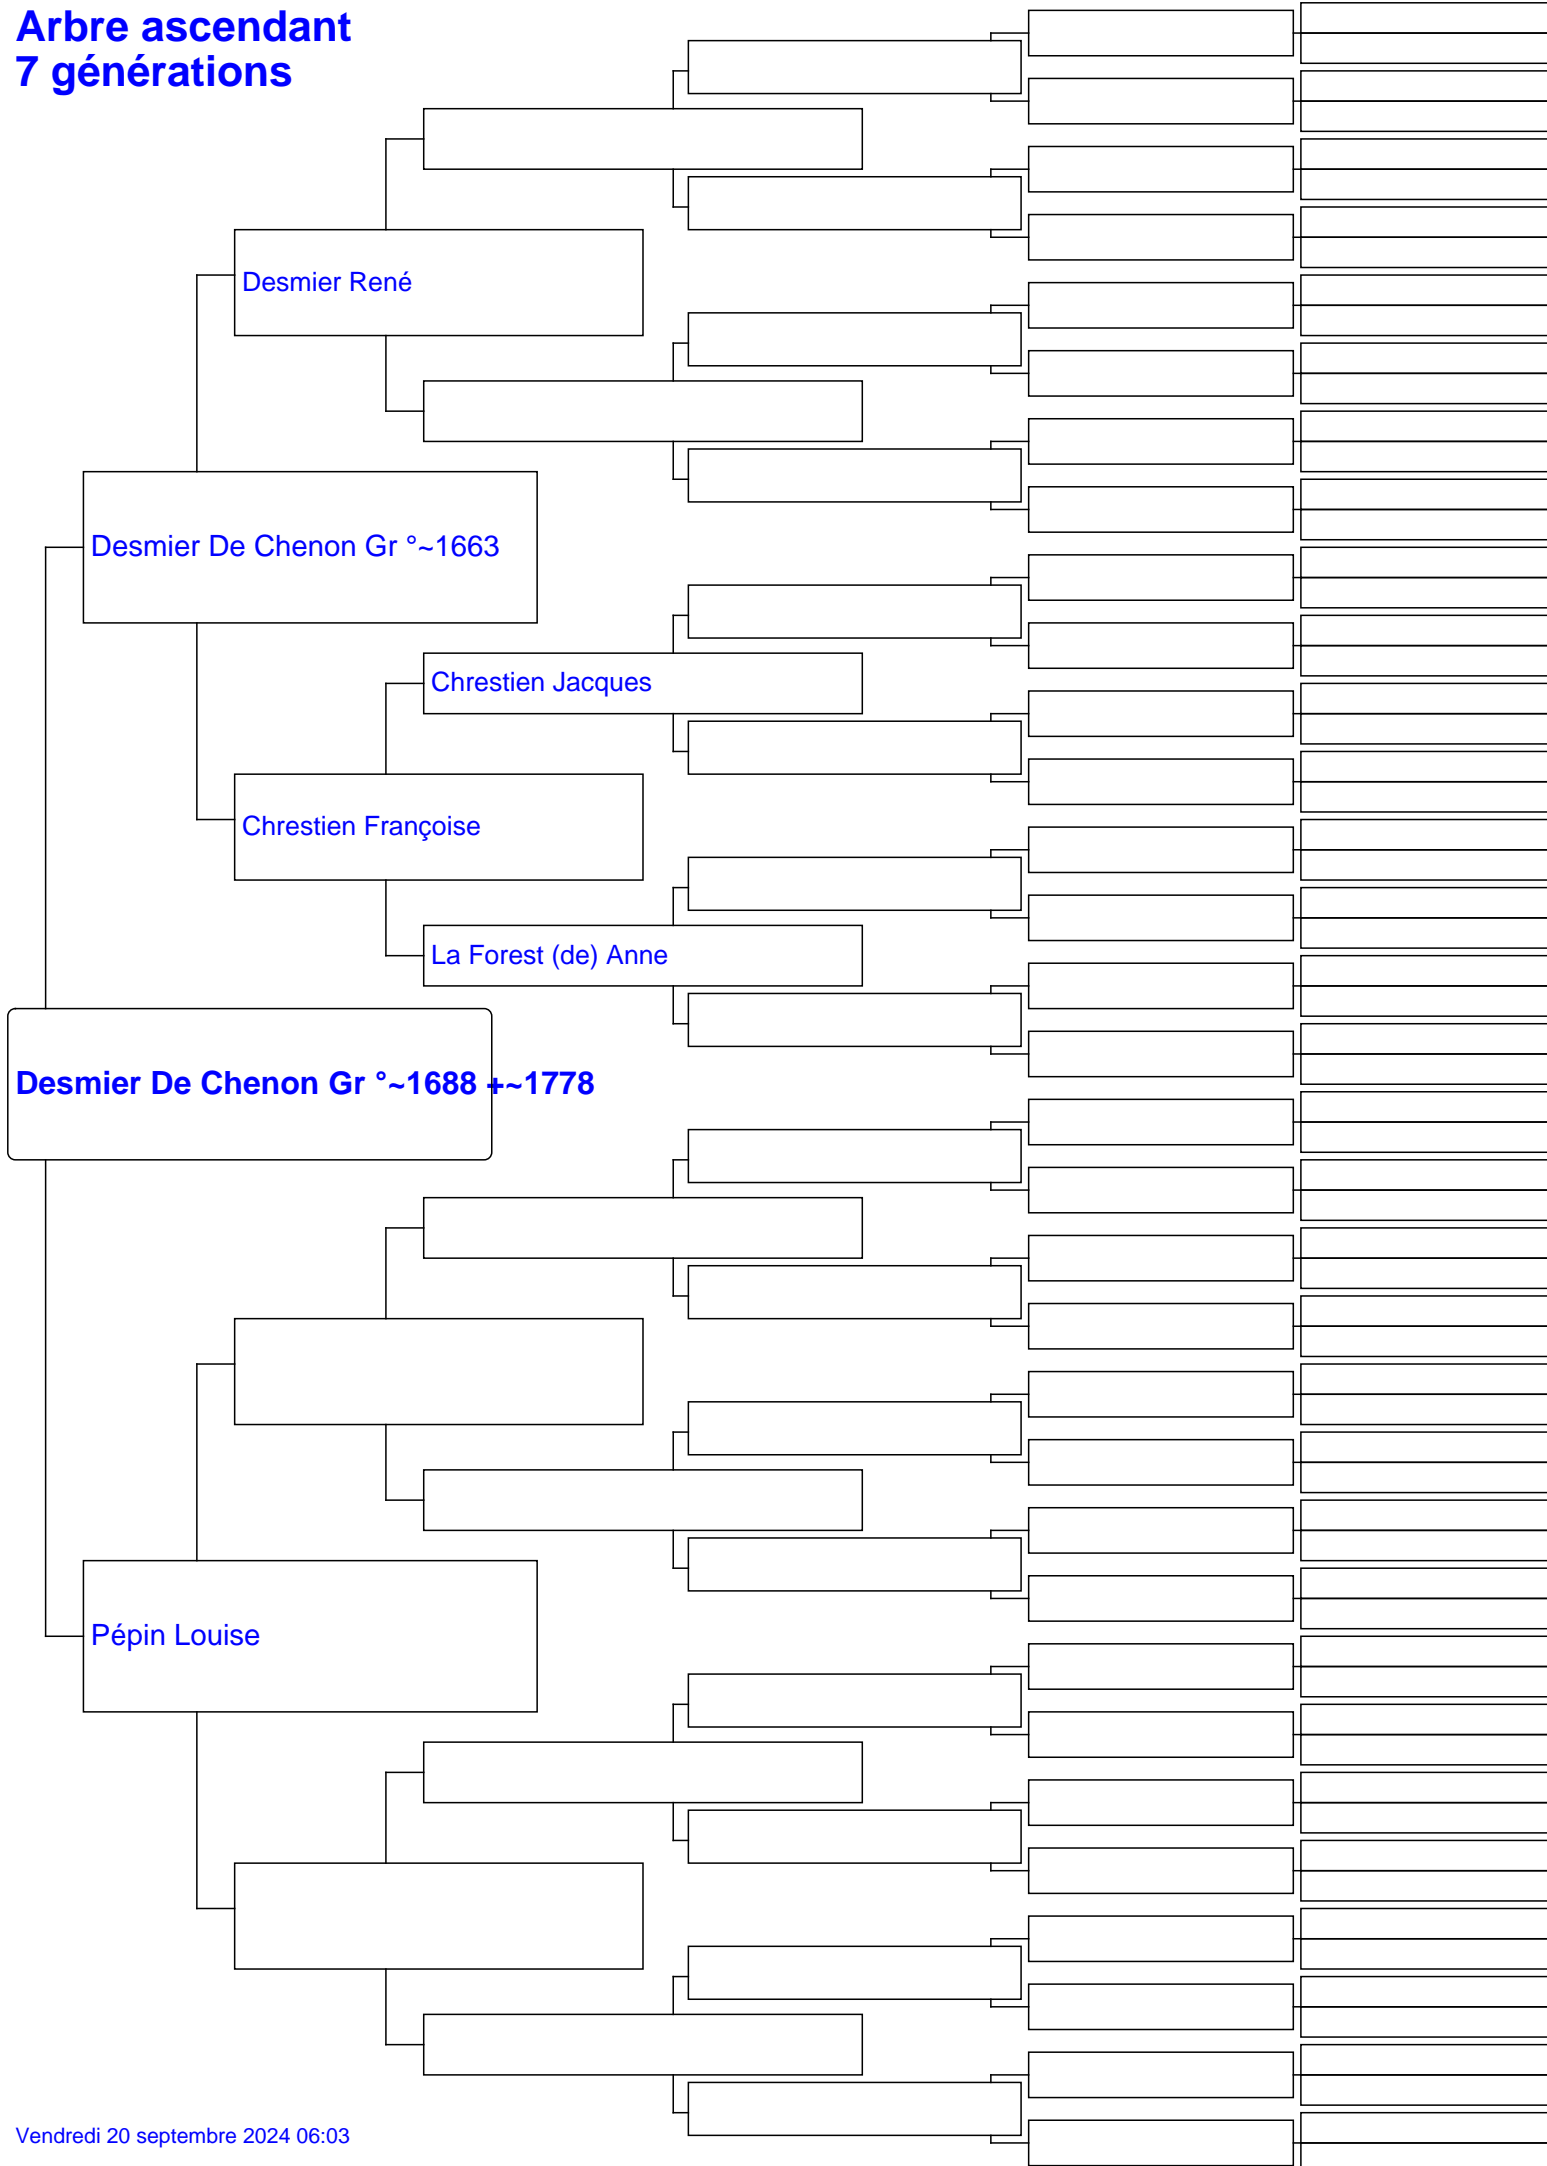 Arbre ascendant
7 générations
Desmier René
Desmier De Chenon Gr °~1663
Chrestien Jacques
Chrestien Françoise
La Forest (de) Anne
Desmier De Chenon Gr °~1688 +~1778
Pépin Louise
Vendredi 20 septembre 2024 06:03